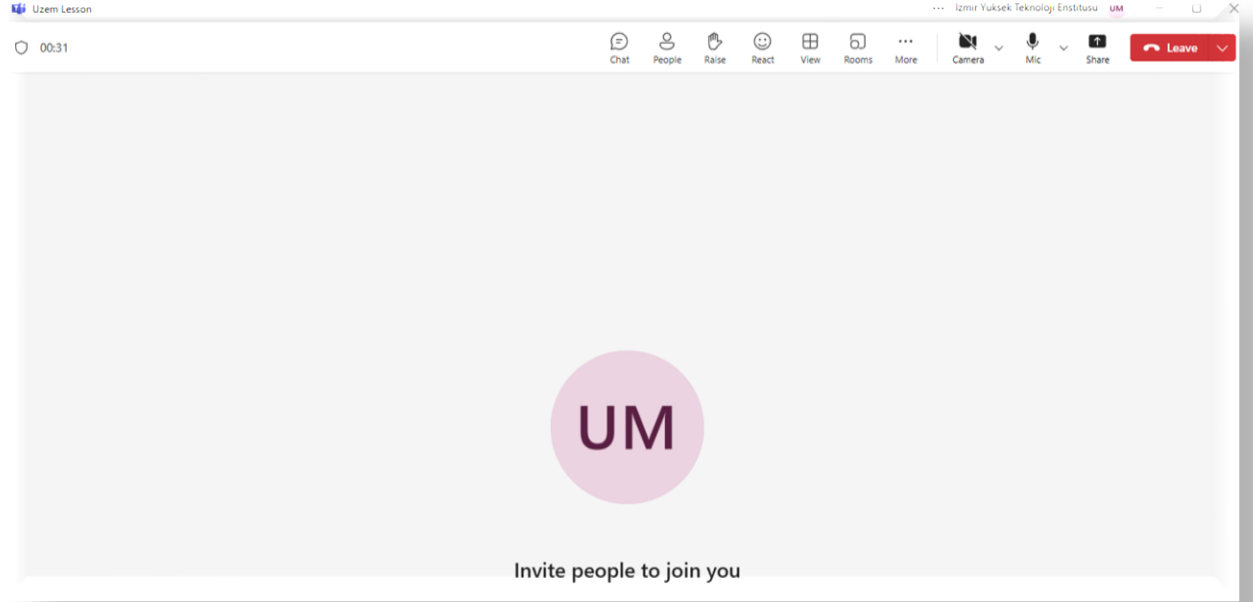 Uzem Lesson
... Izmir Yuksek Teknoloji Enstitusu UM
00:31
Chat People Raise React View Rooms More Camera Mic Share Leave
UM
Invite people to join you